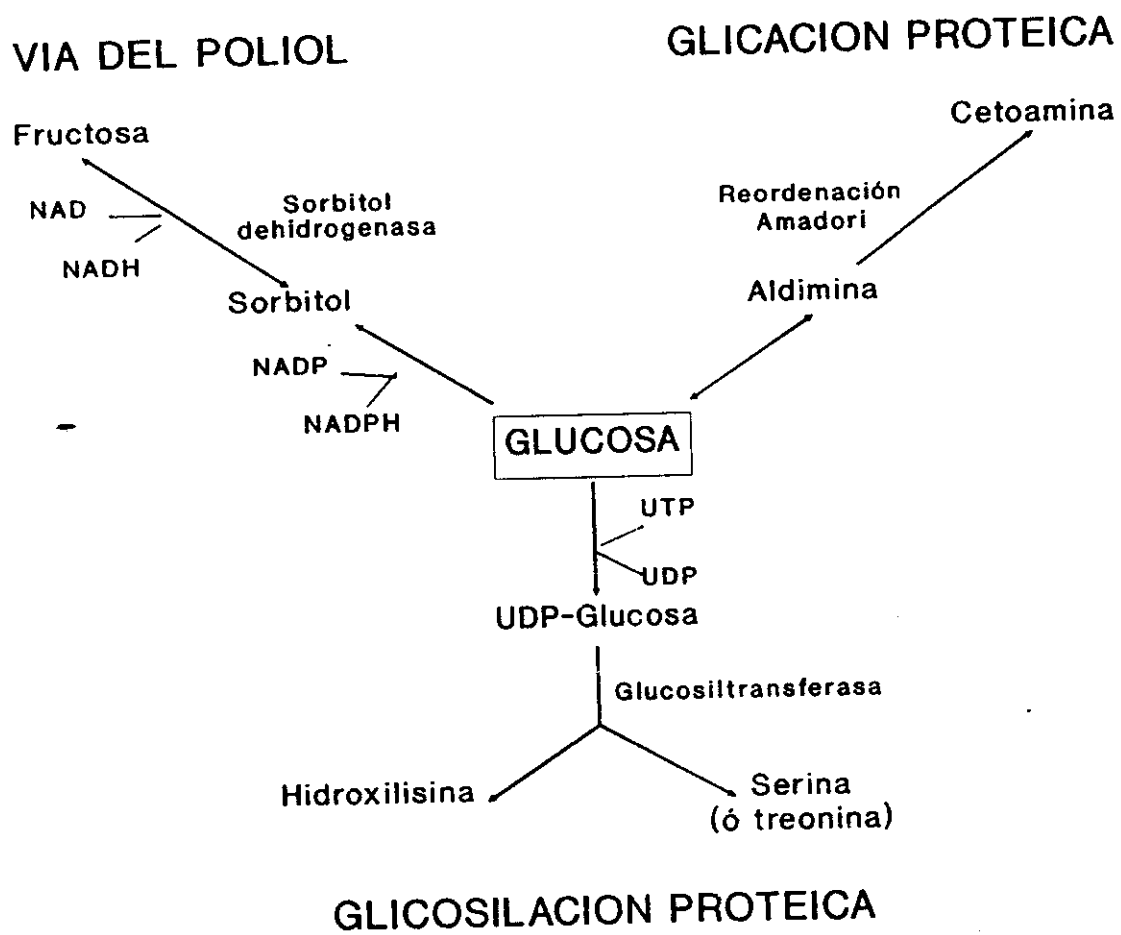 VIA DEL POLIOL
GLICACION PROTEICA
Fructosa
Cetoamina
NAD
NADH
Sorbitol
dehidrogenasa
Reordenación
Amadori
Sorbitol
Aldimina
NADP
NADPH
GLUCOSA
UTP
UDP
UDP-Glucosa
Glucosiltransferasa
Hidroxilisina
Serina
(ó treonina)
GLICOSILACION PROTEICA